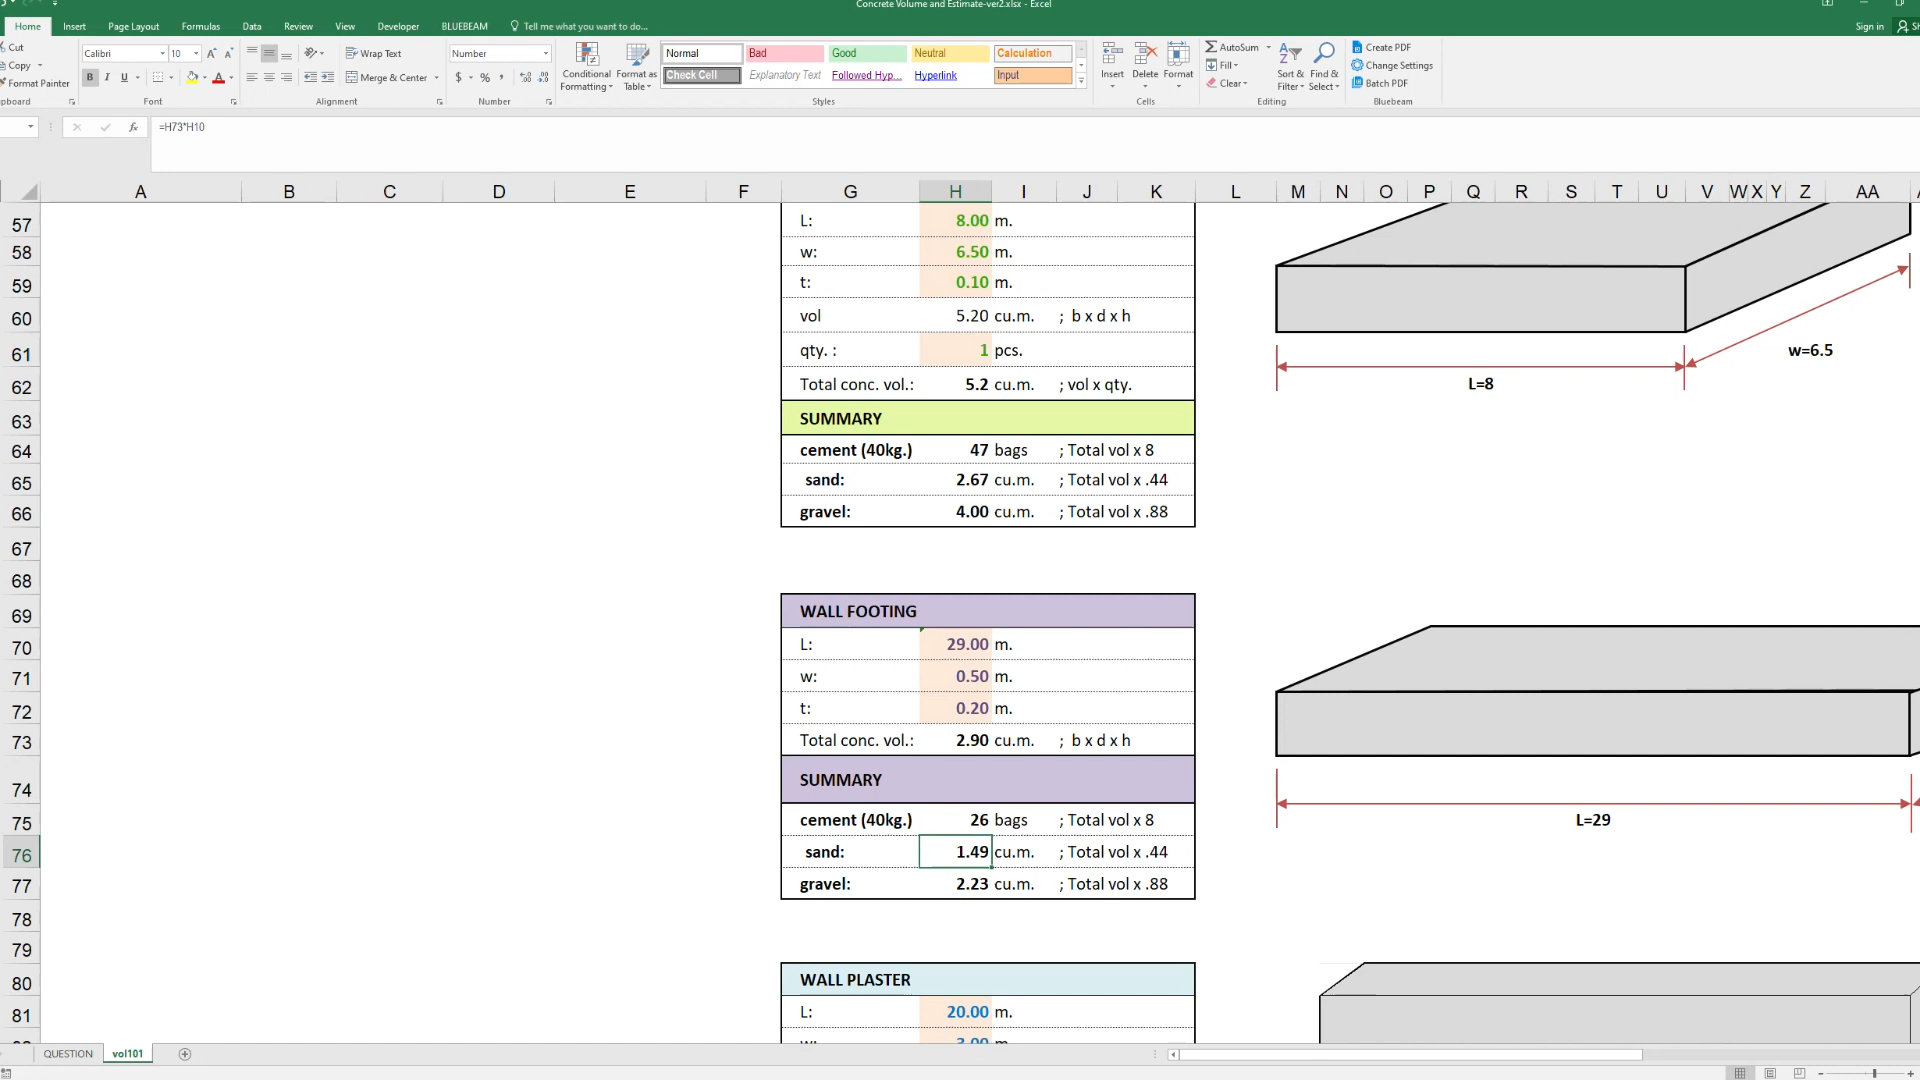 Concrete Volume and Estimate-ver2.xlsx - Excel
Home Insert Page Layout Formulas Data Review View Developer BLUEBEAM Tell me what you want to do... Sign in
Cut
Copy
Format Painter
Calibri 10
B I U
Wrap Text
Merge & Center
Number
$ % ,
Conditional Formatting
Format as Table
Normal Bad Good Neutral Calculation
Check Cell Explanatory Text Followed Hyp... Hyperlink Input
Insert Delete Format
AutoSum
Fill
Clear
Sort & Filter
Find & Select
Create PDF
Change Settings
Batch PDF
pboard Font Alignment Number Styles Cells Editing Bluebeam
fx =H73*H10
A B C D E F G H I J K L M N O P Q R S T U V W X Y Z AA
57 L: 8.00 m.
58 w: 6.50 m.
59 t: 0.10 m.
60 vol 5.20 cu.m. ; b x d x h
61 qty. : 1 pcs.
62 Total conc. vol.: 5.2 cu.m. ; vol x qty.
w=6.5
L=8
63 SUMMARY
64 cement (40kg.) 47 bags ; Total vol x 8
65 sand: 2.67 cu.m. ; Total vol x .44
66 gravel: 4.00 cu.m. ; Total vol x .88
67
68
69 WALL FOOTING
70 L: 29.00 m.
71 w: 0.50 m.
72 t: 0.20 m.
73 Total conc. vol.: 2.90 cu.m. ; b x d x h
74 SUMMARY
75 cement (40kg.) 26 bags ; Total vol x 8
L=29
76 sand: 1.49 cu.m. ; Total vol x .44
77 gravel: 2.23 cu.m. ; Total vol x .88
78
79
80 WALL PLASTER
81 L: 20.00 m.
QUESTION vol101